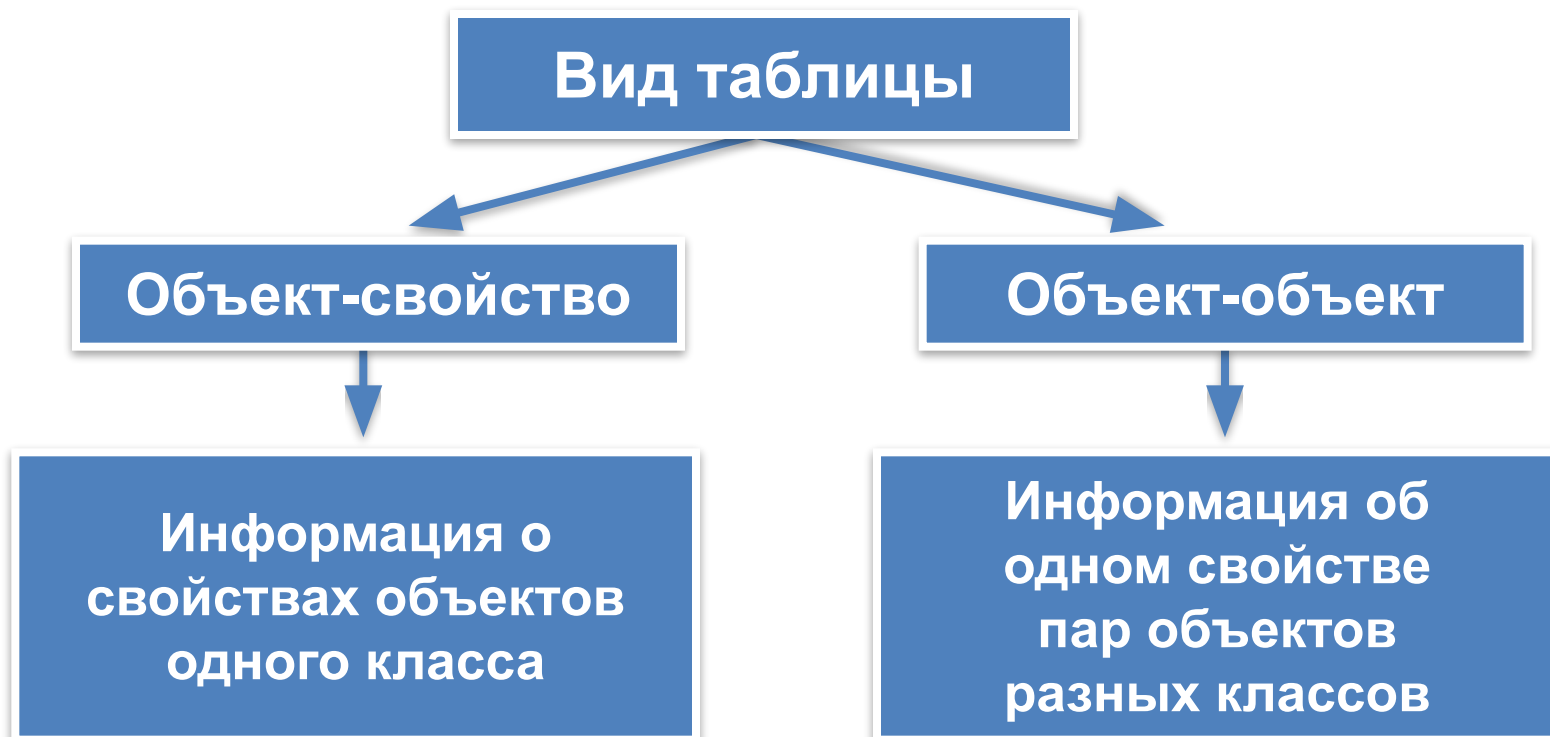 Вид таблицы
Объект-свойство
Объект-объект
Информация о
свойствах объектов
одного класса
Информация об
одном свойстве
пар объектов
разных классов